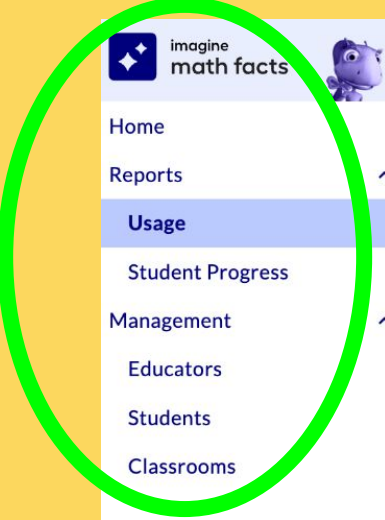 imagine
math facts
Home
Reports
Usage
Student Progress
Management
Educators
Students
Classrooms